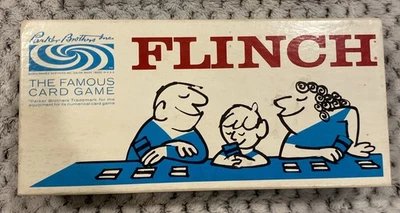 Parker Brothers Inc.
FLINCH
THE FAMOUS
CARD GAME
"Parker Brothers Trademark for its
equipment for its numerical card game